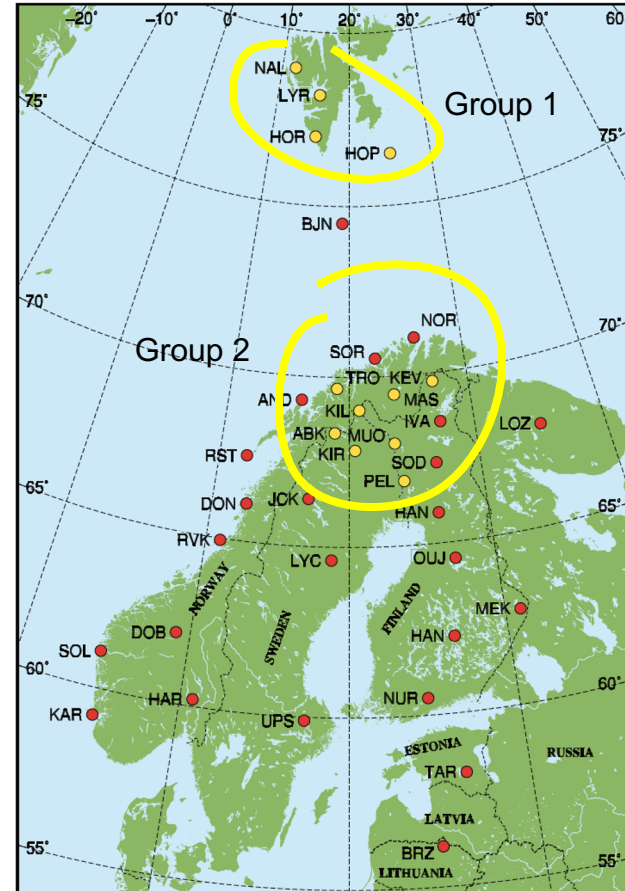 -20° -10° 0° 10° 20° 30° 40° 50° 60
NAL
75°
LYR
Group 1
75°
HOR
HOP
BJN
70°
70°
NOR
SOR
Group 2
TRO KEV
AND
MAS
KIL
IVA
LOZ
ABK MUO
KIR
RST
SOD
65°
PEL
65°
DON
JCK
HAN
RVK
LYC
OUJ
NORWAY
FINLAND
MEK
SWEDEN
DOB
HAN
SOL
60°
60°
HAR
NUR
KAR
UPS
ESTONIA
RUSSIA
TAR
LATVIA
55°
BRZ
55°
LITHUANIA